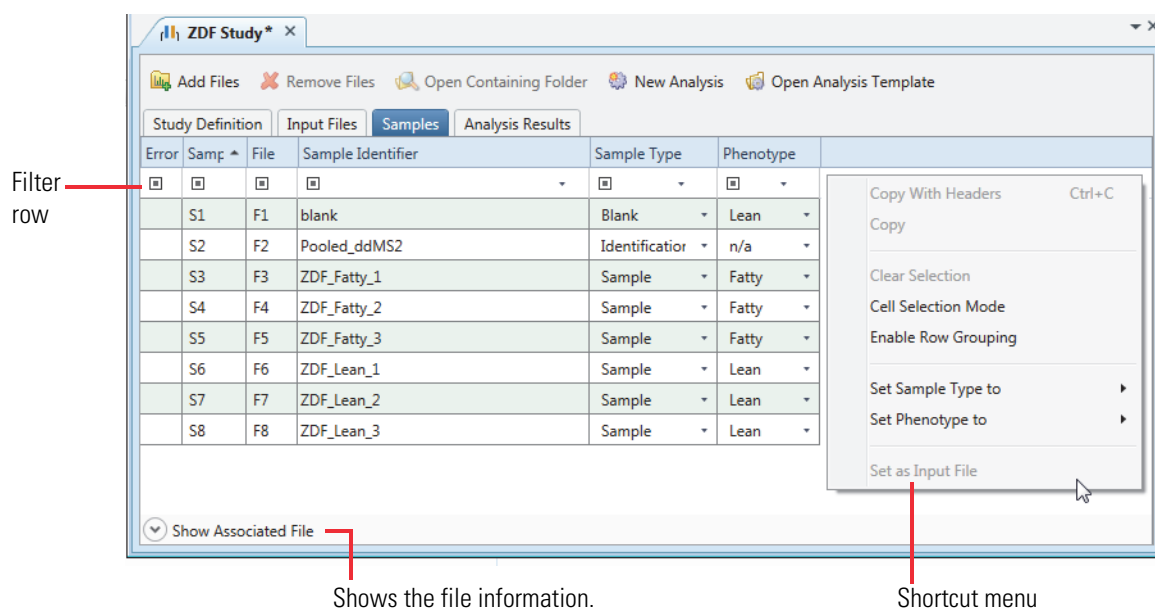 ZDF Study* ×
Add Files Remove Files Open Containing Folder New Analysis Open Analysis Template
Study Definition Input Files Samples Analysis Results
Error Samp File Sample Identifier Sample Type Phenotype
Filter
row
S1 F1 blank Blank Lean
S2 F2 Pooled_ddMS2 Identification n/a
S3 F3 ZDF_Fatty_1 Sample Fatty
S4 F4 ZDF_Fatty_2 Sample Fatty
S5 F5 ZDF_Fatty_3 Sample Fatty
S6 F6 ZDF_Lean_1 Sample Lean
S7 F7 ZDF_Lean_2 Sample Lean
S8 F8 ZDF_Lean_3 Sample Lean
Copy With Headers Ctrl+C
Copy
Clear Selection
Cell Selection Mode
Enable Row Grouping
Set Sample Type to
Set Phenotype to
Set as Input File
Show Associated File
Shows the file information.
Shortcut menu